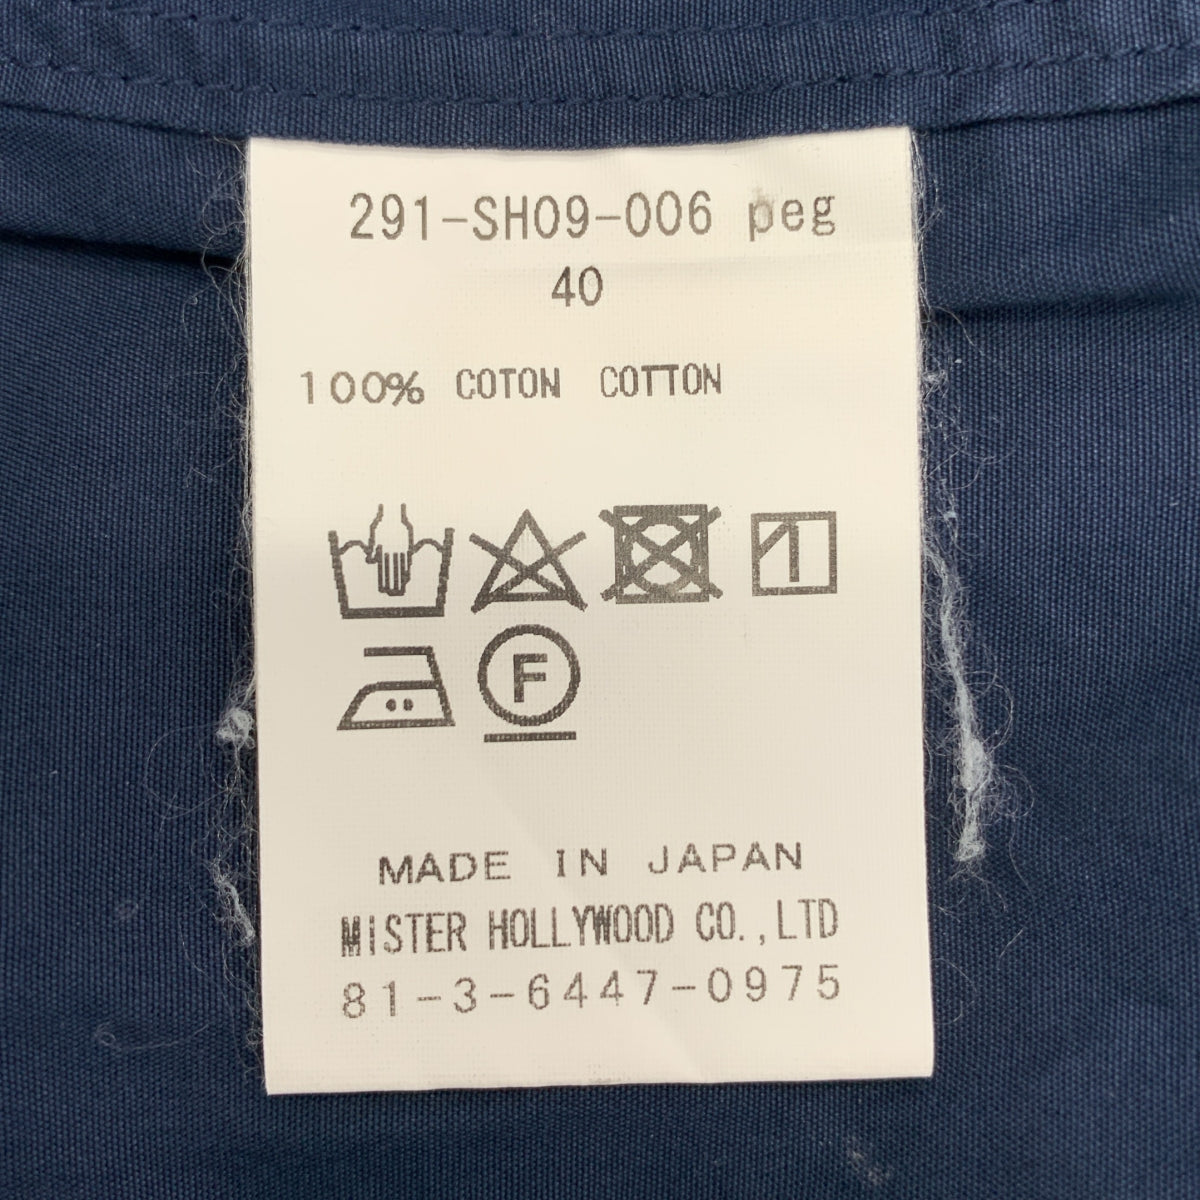 291-SH09-006 peg
40
100% COTON COTTON
F
MADE IN JAPAN
MiSTER HOLLYWOOD CO.,LTD
81-3-6447-0975